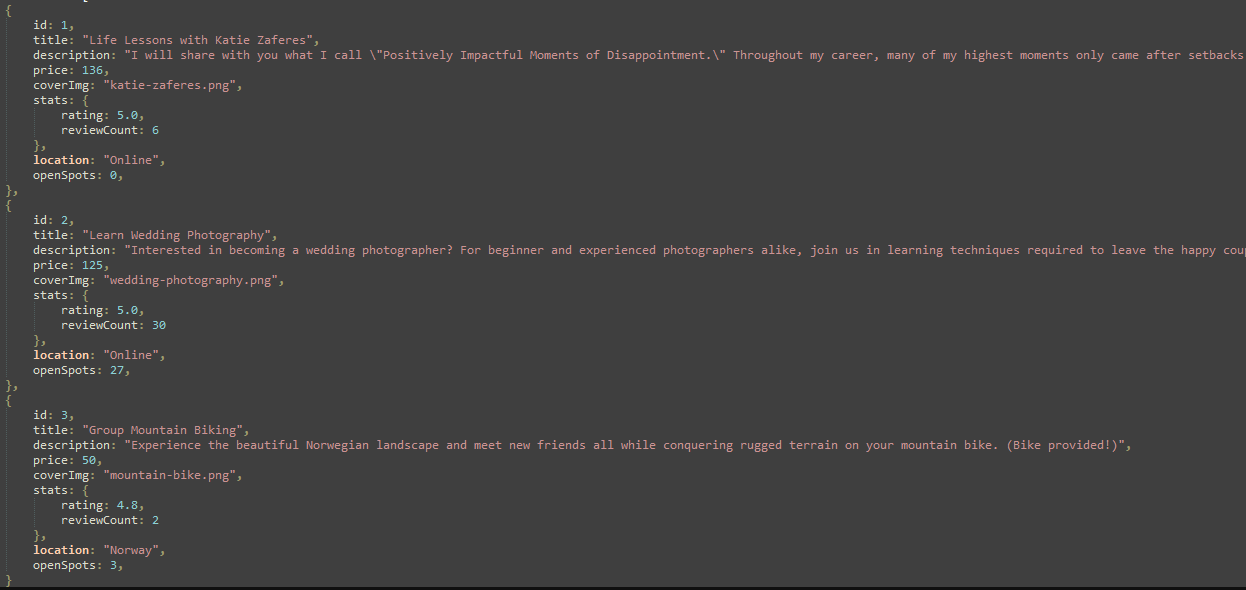 {
id: 1,
title: "Life Lessons with Katie Zaferes",
description: "I will share with you what I call \"Positively Impactful Moments of Disappointment.\" Throughout my career, many of my highest moments only came after setbacks
price: 136,
coverImg: "katie-zaferes.png",
stats: {
rating: 5.0,
reviewCount: 6
},
location: "Online",
openSpots: 0,
},
{
id: 2,
title: "Learn Wedding Photography",
description: "Interested in becoming a wedding photographer? For beginner and experienced photographers alike, join us in learning techniques required to leave the happy coup
price: 125,
coverImg: "wedding-photography.png",
stats: {
rating: 5.0,
reviewCount: 30
},
location: "Online",
openSpots: 27,
},
{
id: 3,
title: "Group Mountain Biking",
description: "Experience the beautiful Norwegian landscape and meet new friends all while conquering rugged terrain on your mountain bike. (Bike provided!)",
price: 50,
coverImg: "mountain-bike.png",
stats: {
rating: 4.8,
reviewCount: 2
},
location: "Norway",
openSpots: 3,
}